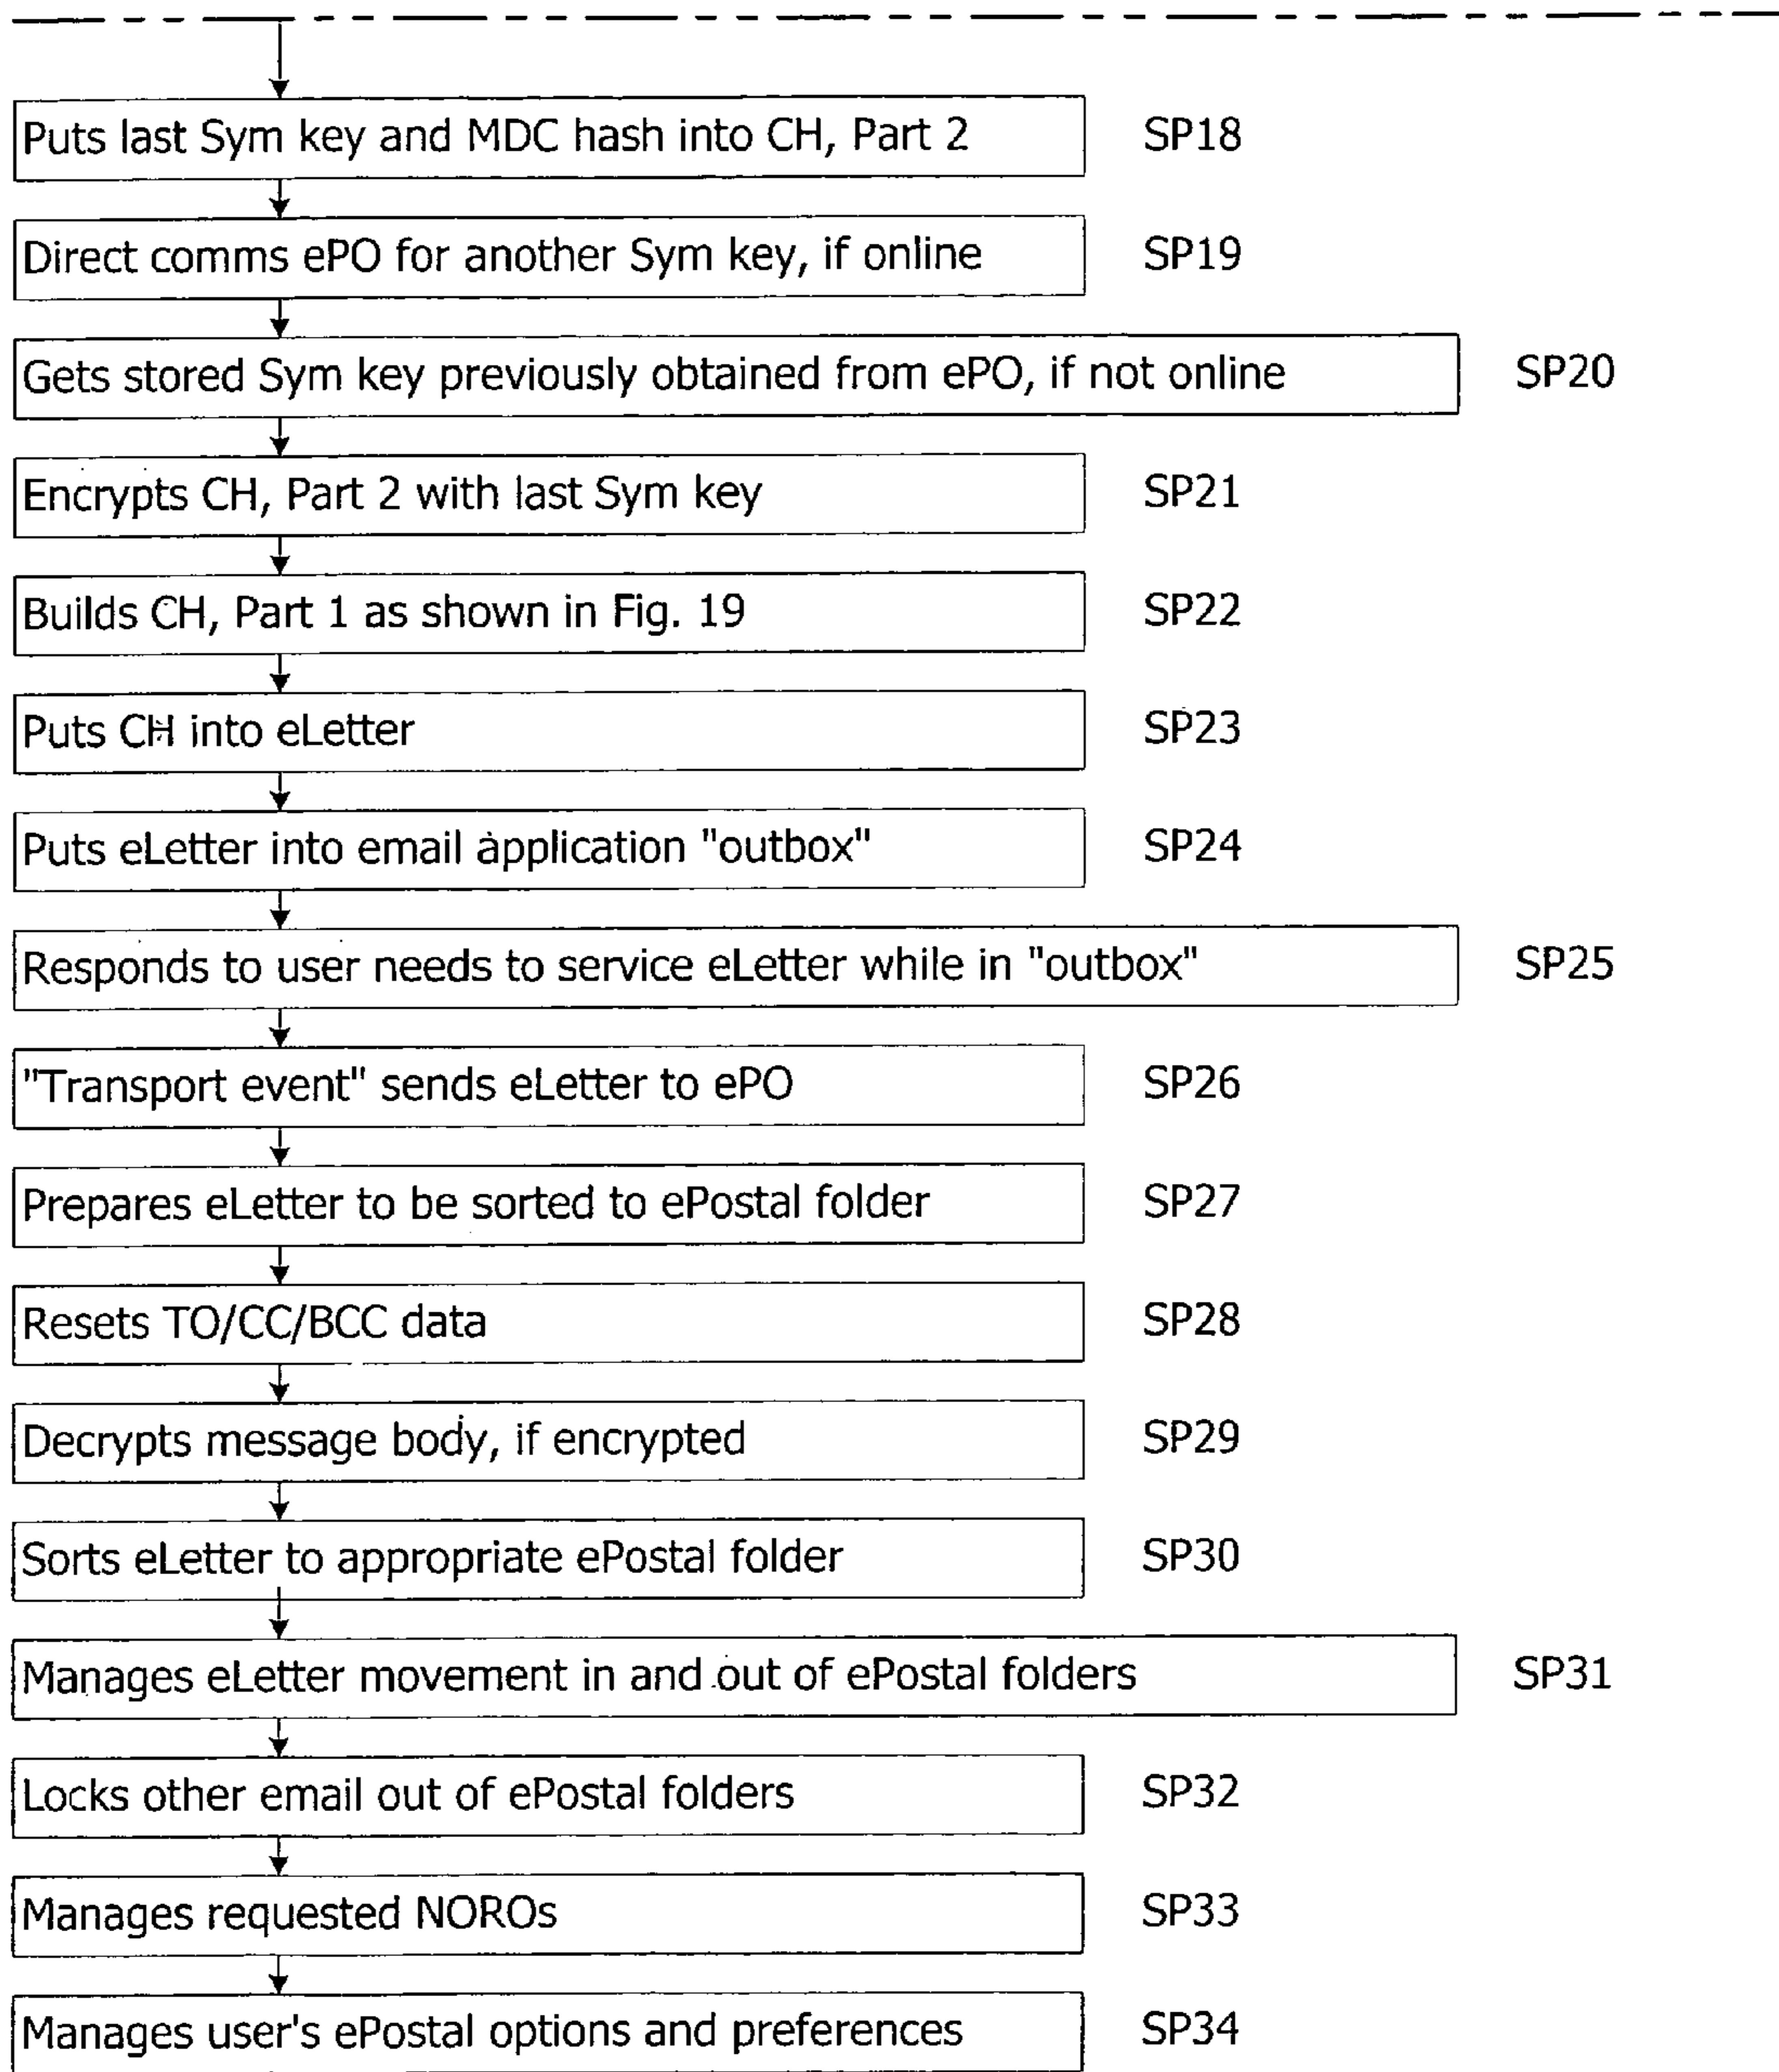 Puts last Sym key and MDC hash into CH, Part 2 SP18
Direct comms ePO for another Sym key, if online SP19
Gets stored Sym key previously obtained from ePO, if not online SP20
Encrypts CH, Part 2 with last Sym key SP21
Builds CH, Part 1 as shown in Fig. 19 SP22
Puts CH into eLetter SP23
Puts eLetter into email application "outbox" SP24
Responds to user needs to service eLetter while in "outbox" SP25
"Transport event" sends eLetter to ePO SP26
Prepares eLetter to be sorted to ePostal folder SP27
Resets TO/CC/BCC data SP28
Decrypts message body, if encrypted SP29
Sorts eLetter to appropriate ePostal folder SP30
Manages eLetter movement in and out of ePostal folders SP31
Locks other email out of ePostal folders SP32
Manages requested NOROs SP33
Manages user's ePostal options and preferences SP34